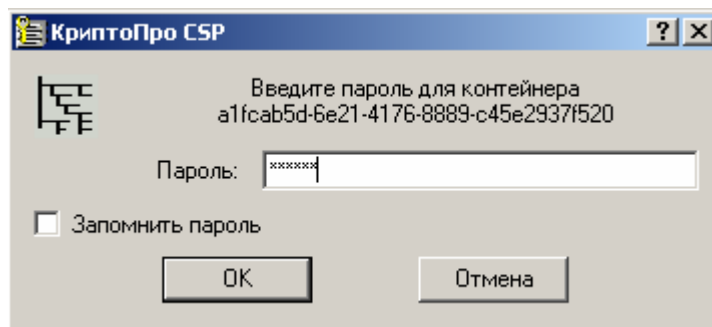 КриптоПро CSP
Введите пароль для контейнера
a1fcab5d-6e21-4176-8889-c45e2937f520
Пароль: ******
Запомнить пароль
OK Отмена